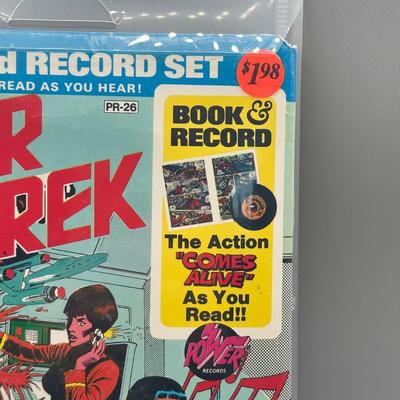 d RECORD SET
$1.98
READ AS YOU HEAR!
PR-26
R
REK
BOOK &
RECORD
The Action
"COMES
ALIVE"
As You
Read!!
POWER
RECORDS